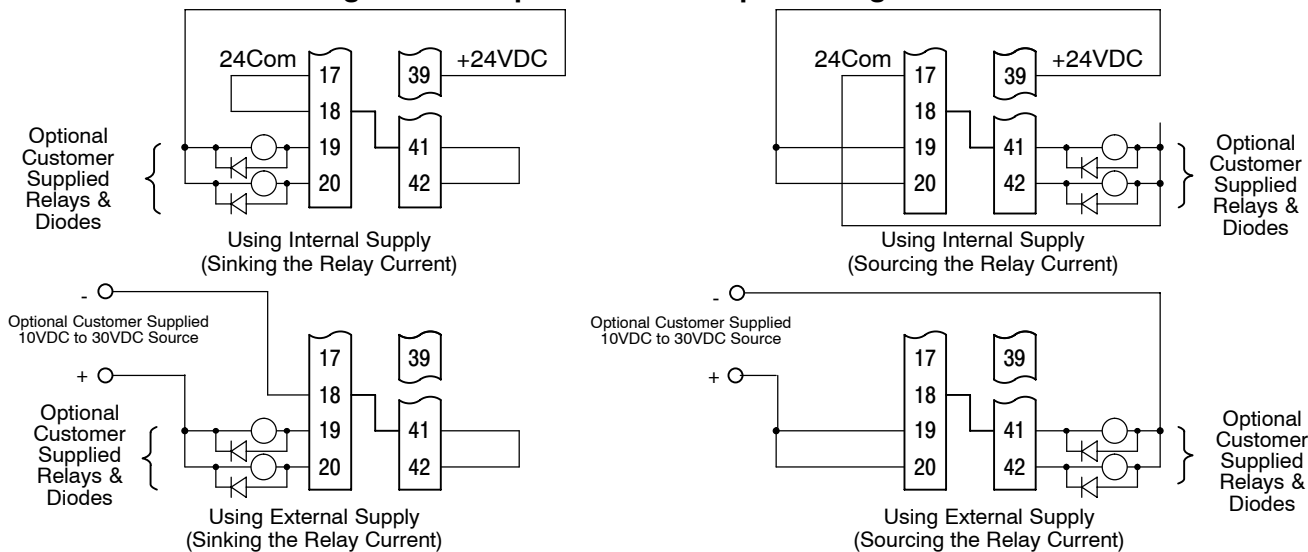 24Com
17
18
19
20
39
+24VDC
41
42
Optional
Customer
Supplied
Relays &
Diodes
Using Internal Supply
(Sinking the Relay Current)
24Com
17
18
19
20
39
+24VDC
41
42
Optional
Customer
Supplied
Relays &
Diodes
Using Internal Supply
(Sourcing the Relay Current)
-
Optional Customer Supplied
10VDC to 30VDC Source
+
17
18
19
20
39
41
42
Optional
Customer
Supplied
Relays &
Diodes
Using External Supply
(Sinking the Relay Current)
-
Optional Customer Supplied
10VDC to 30VDC Source
+
17
18
19
20
39
41
42
Optional
Customer
Supplied
Relays &
Diodes
Using External Supply
(Sourcing the Relay Current)